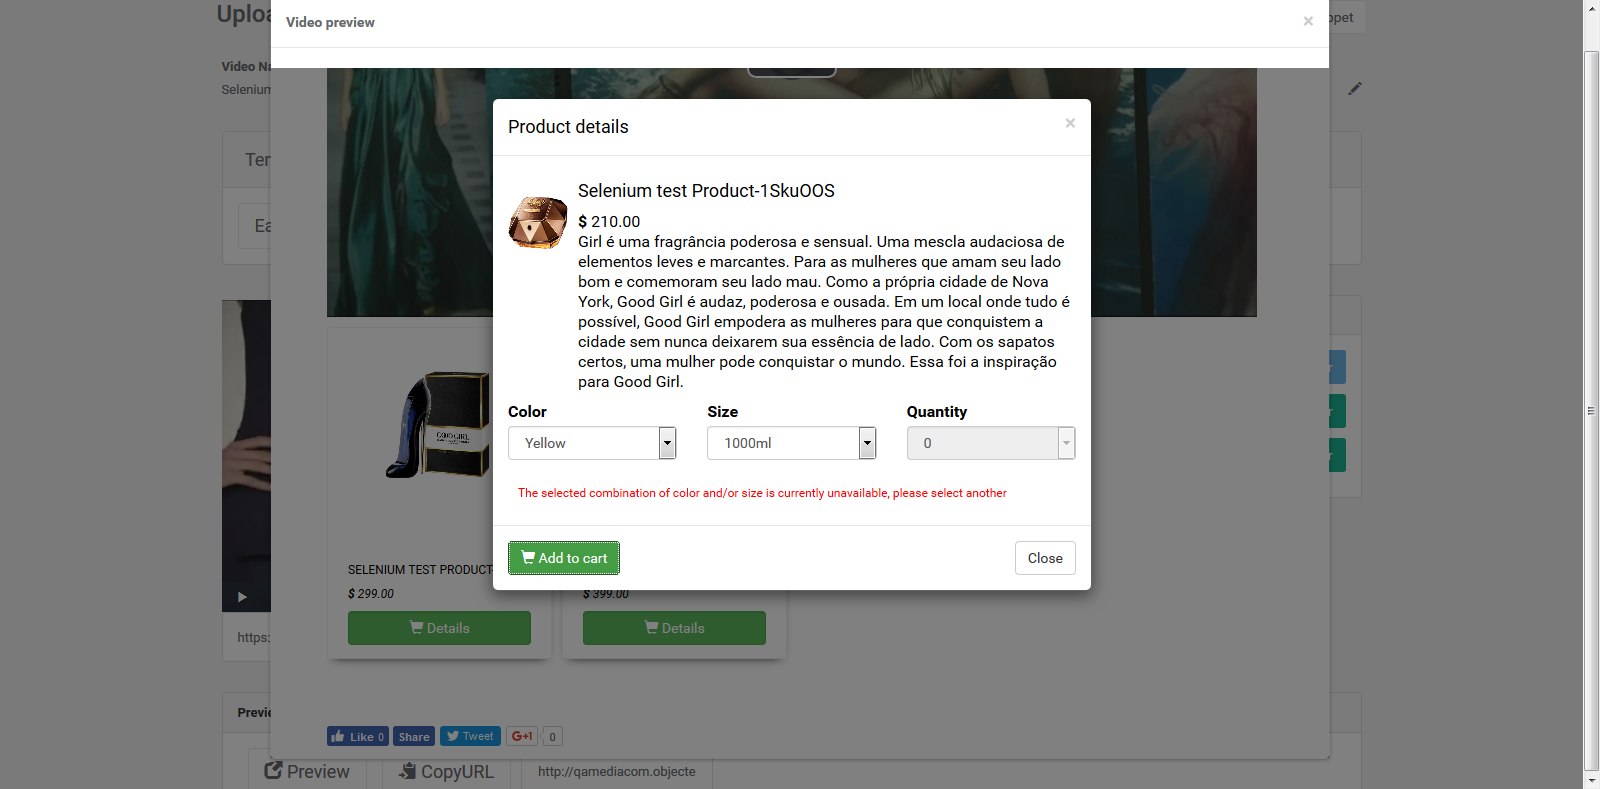 Video preview
×
Video Na
Selenium
Product details
×
Selenium test Product-1SkuOOS
$ 210.00
Girl é uma fragrância poderosa e sensual. Uma mescla audaciosa de
elementos leves e marcantes. Para as mulheres que amam seu lado
bom e comemoram seu lado mau. Como a própria cidade de Nova
York, Good Girl é audaz, poderosa e ousada. Em um local onde tudo é
possível, Good Girl empodera as mulheres para que conquistem a
cidade sem nunca deixarem sua essência de lado. Com os sapatos
certos, uma mulher pode conquistar o mundo. Essa foi a inspiração
para Good Girl.
Color Size Quantity
Yellow 1000ml 0
The selected combination of color and/or size is currently unavailable, please select another
Add to cart Close
GOOD GIRL
SELENIUM TEST PRODUCT
$ 299.00 $ 399.00
Details Details
https:
Previe
Like 0 Share Tweet G+1 0
Preview CopyURL http://qamediacom.objecte